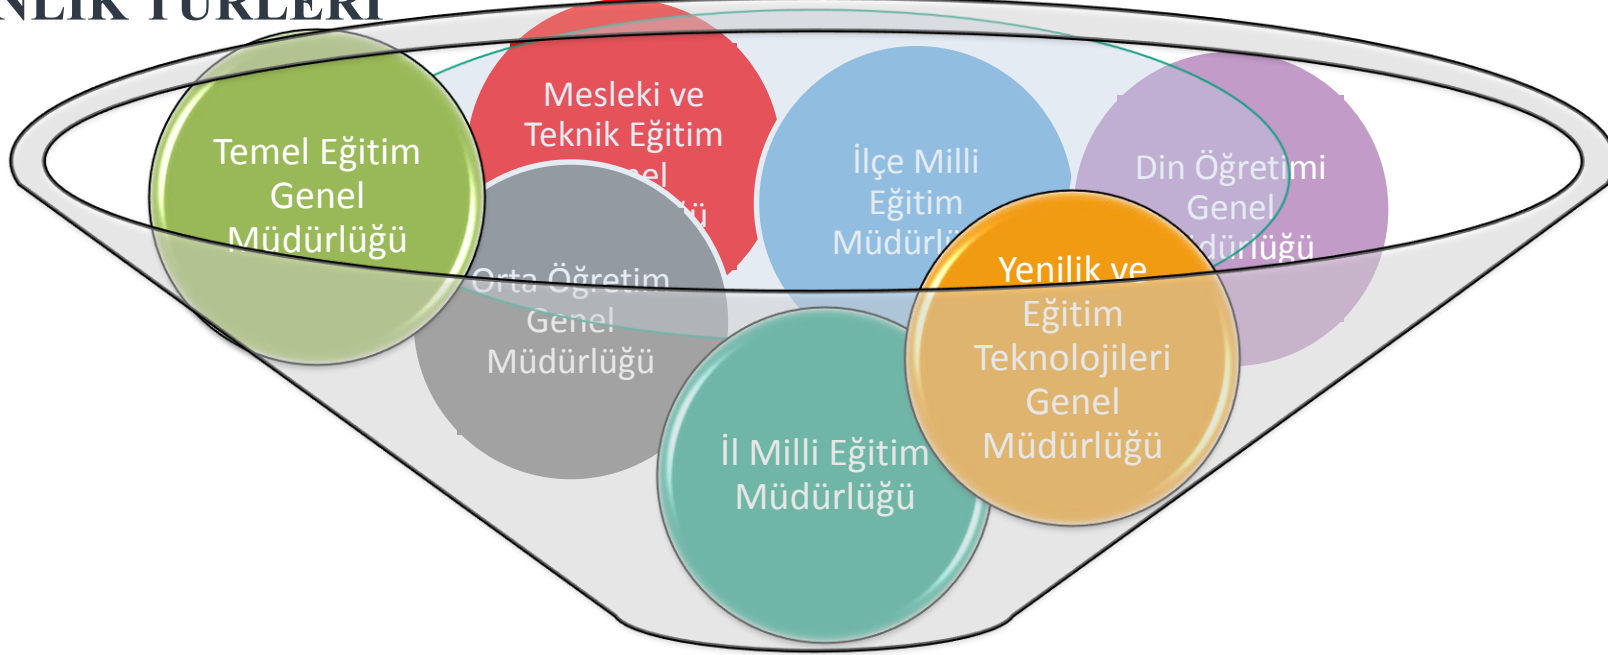 NLİK TÜRLERİ
Temel Eğitim
Genel
Müdürlüğü
Mesleki ve
Teknik Eğitim
Orta Öğretim
Genel
Müdürlüğü
İlçe Milli
Eğitim
Din Öğretimi
Genel
Yenilik ve
Eğitim
Teknolojileri
Genel
Müdürlüğü
İl Milli Eğitim
Müdürlüğü